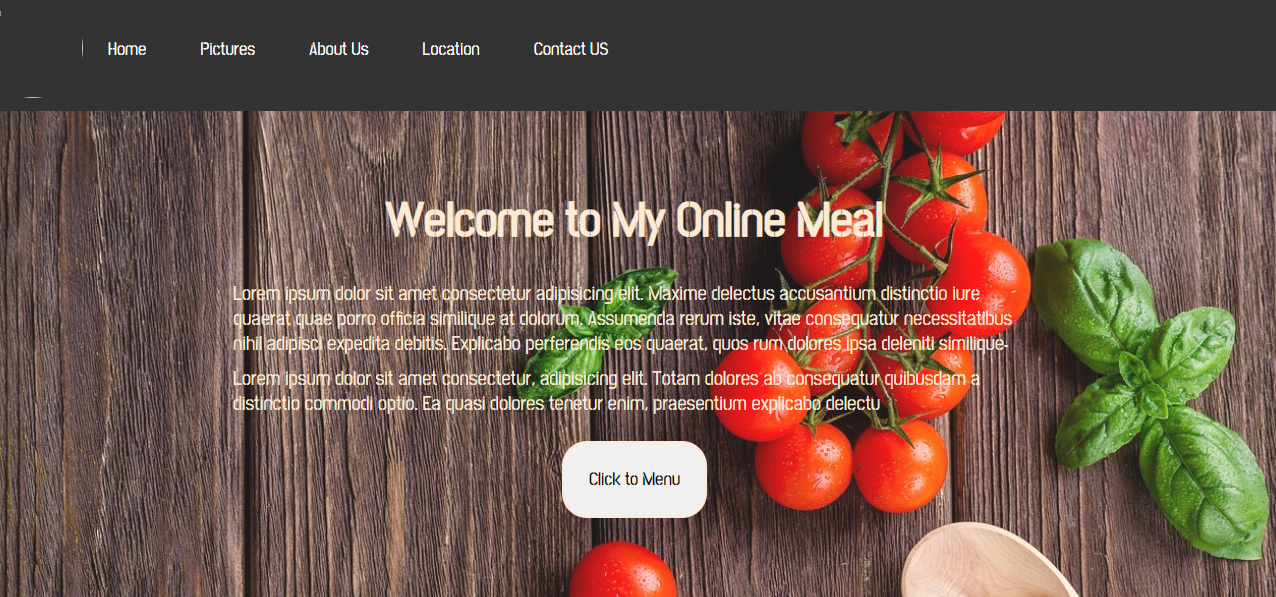 Home Pictures About Us Location Contact US
Welcome to My Online Meal
Lorem ipsum dolor sit amet consectetur adipisicing elit. Maxime delectus accusantium distinctio iure
quaerat quae porro officia similique at dolorum. Assumenda rerum iste, vitae consequatur necessitatibus
nihil adipisci expedita debitis. Explicabo perferendis eos quaerat, quos rum dolores ipsa deleniti similique-
Lorem ipsum dolor sit amet consectetur, adipisicing elit. Totam dolores ab consequatur quibusdam a
distinctio commodi optio. Ea quasi dolores tenetur enim, praesentium explicabo delectu
Click to Menu